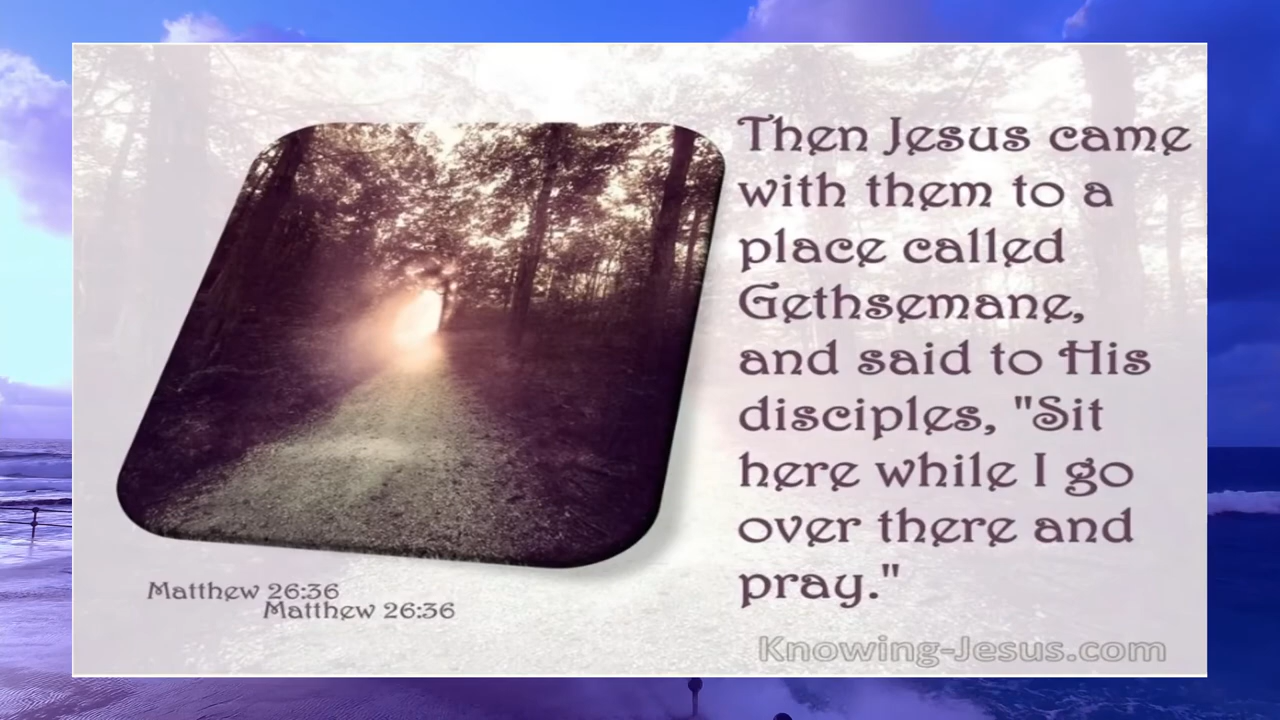 Then Jesus came
with them to a
place called
Gethsemane,
and said to His
disciples, "Sit
here while I go
over there and
pray."
Matthew 26:36
Matthew 26:36
Knowing-Jesus.com